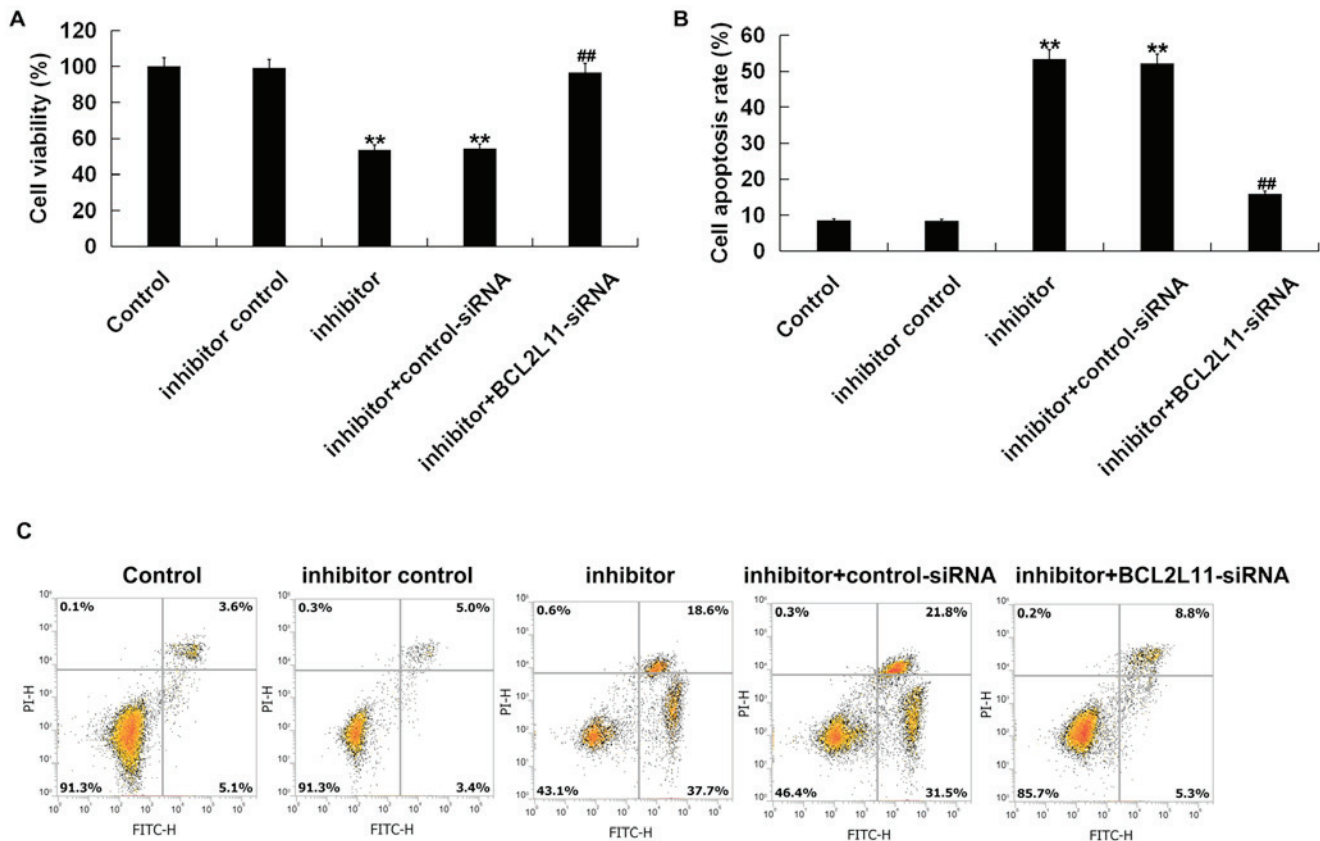 A
Cell viability (%)
120
100
80
60
40
20
0
**
**
##
Control
inhibitor control
inhibitor
inhibitor+control-siRNA
inhibitor+BCL2L11-siRNA
B
Cell apoptosis rate (%)
60
50
40
30
20
10
0
**
**
##
Control
inhibitor control
inhibitor
inhibitor+control-siRNA
inhibitor+BCL2L11-siRNA
C
Control
0.1%
3.6%
91.3%
5.1%
PI-H
FITC-H
inhibitor control
0.3%
5.0%
91.3%
3.4%
PI-H
FITC-H
inhibitor
0.6%
18.6%
43.1%
37.7%
PI-H
FITC-H
inhibitor+control-siRNA
0.3%
21.8%
46.4%
31.5%
PI-H
FITC-H
inhibitor+BCL2L11-siRNA
0.2%
8.8%
85.7%
5.3%
PI-H
FITC-H